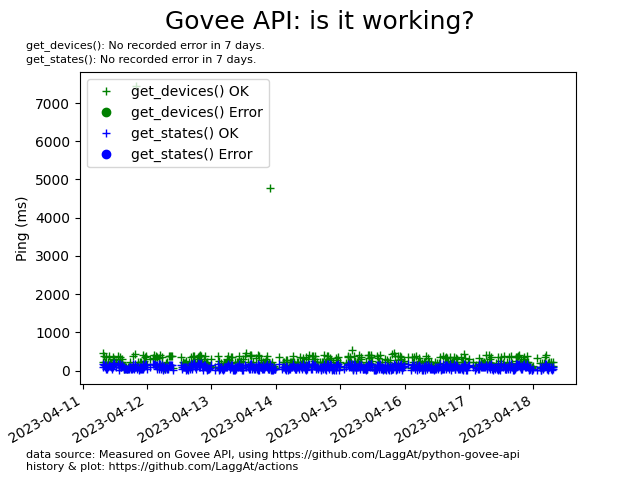 Govee API: is it working?
get_devices(): No recorded error in 7 days.
get_states(): No recorded error in 7 days.
get_devices() OK
get_devices() Error
get_states() OK
get_states() Error
Ping (ms)
7000
6000
5000
4000
3000
2000
1000
0
2023-04-11
2023-04-12
2023-04-13
2023-04-14
2023-04-15
2023-04-16
2023-04-17
2023-04-18
data source: Measured on Govee API, using https://github.com/LaggAt/python-govee-api
history & plot: https://github.com/LaggAt/actions